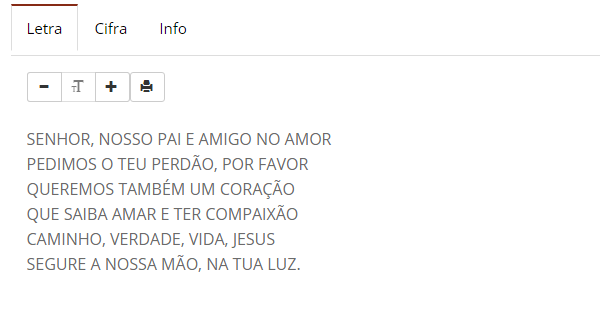 Letra Cifra Info
- TT +
SENHOR, NOSSO PAI E AMIGO NO AMOR
PEDIMOS O TEU PERDÃO, POR FAVOR
QUEREMOS TAMBÉM UM CORAÇÃO
QUE SAIBA AMAR E TER COMPAIXÃO
CAMINHO, VERDADE, VIDA, JESUS
SEGURE A NOSSA MÃO, NA TUA LUZ.